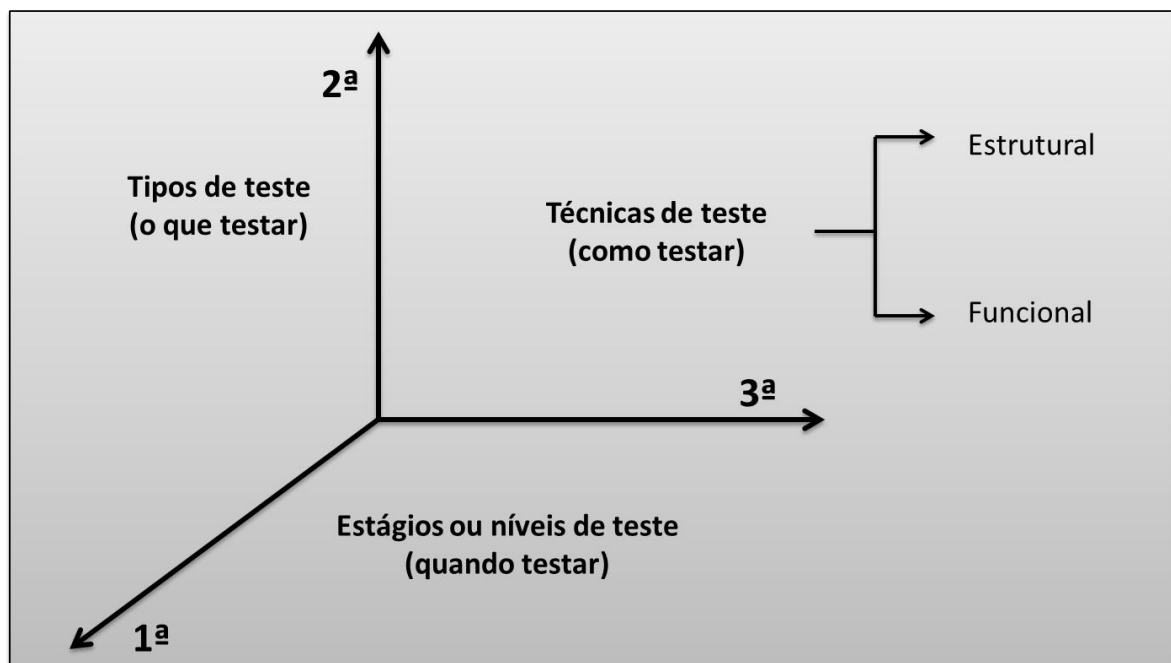 2ª
Tipos de teste
(o que testar)
Técnicas de teste
(como testar)
Estrutural
Funcional
3ª
Estágios ou níveis de teste
(quando testar)
1ª